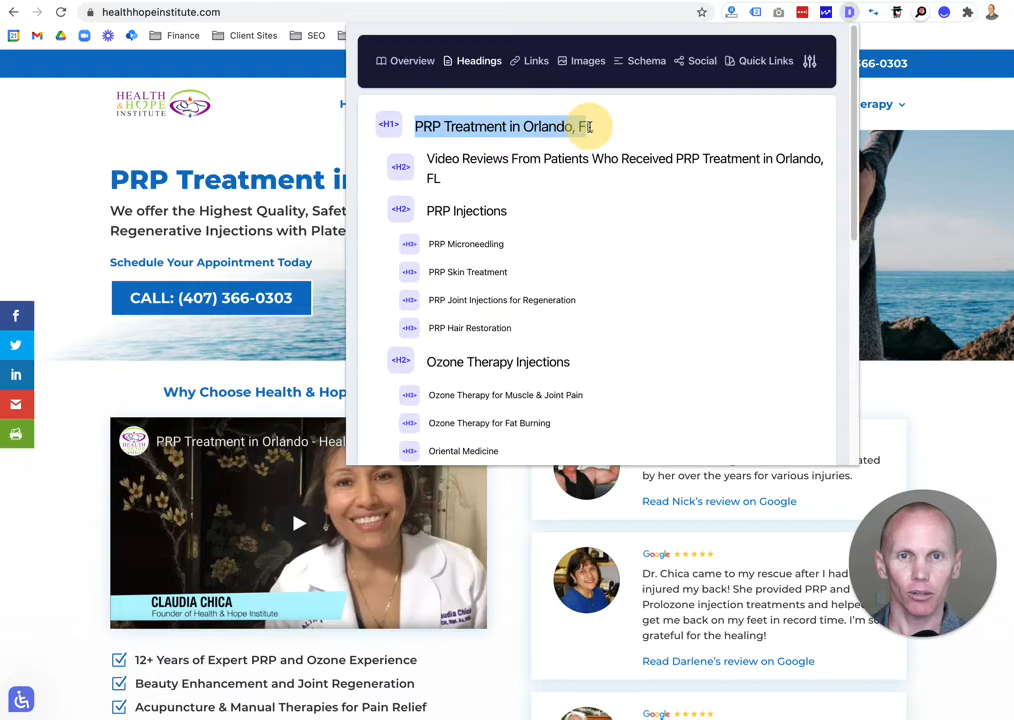 healthhopeinstitute.com
Finance
Client Sites
SEO
Overview
Headings
Links
Images
Schema
Social
Quick Links
366-0303
HEALTH
& HOPE
INSTITUTE
H
erapy
<H1> PRP Treatment in Orlando, FL
<H2> Video Reviews From Patients Who Received PRP Treatment in Orlando,
FL
<H2> PRP Injections
<H3> PRP Microneedling
<H3> PRP Skin Treatment
<H3> PRP Joint Injections for Regeneration
<H3> PRP Hair Restoration
<H2> Ozone Therapy Injections
<H3> Ozone Therapy for Muscle & Joint Pain
<H3> Ozone Therapy for Fat Burning
<H3> Oriental Medicine
PRP Treatment i
We offer the Highest Quality, Safe
Regenerative Injections with Plate
Schedule Your Appointment Today
CALL: (407) 366-0303
Why Choose Health & Hop
PRP Treatment in Orlando - Heal
CLAUDIA CHICA
Founder of Health & Hope Institute
12+ Years of Expert PRP and Ozone Experience
Beauty Enhancement and Joint Regeneration
Acupuncture & Manual Therapies for Pain Relief
ated
by her over the years for various injuries.
Read Nick's review on Google
Google
Dr. Chica came to my rescue after I had
injured my back! She provided PRP and
Prolozone injection treatments and helpe
get me back on my feet in record time. I'm so
grateful for the healing!
Read Darlene's review on Google